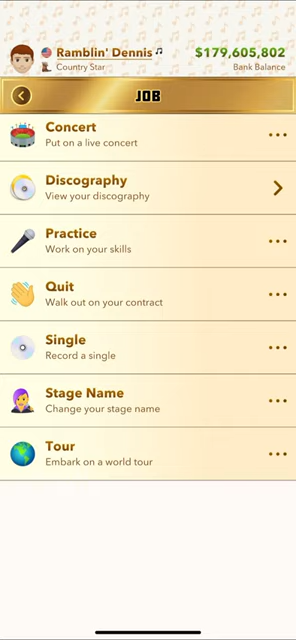 Ramblin' Dennis
$179,605,802
Country Star
Bank Balance
JOB
Concert
Put on a live concert
Discography
View your discography
Practice
Work on your skills
Quit
Walk out on your contract
Single
Record a single
Stage Name
Change your stage name
Tour
Embark on a world tour